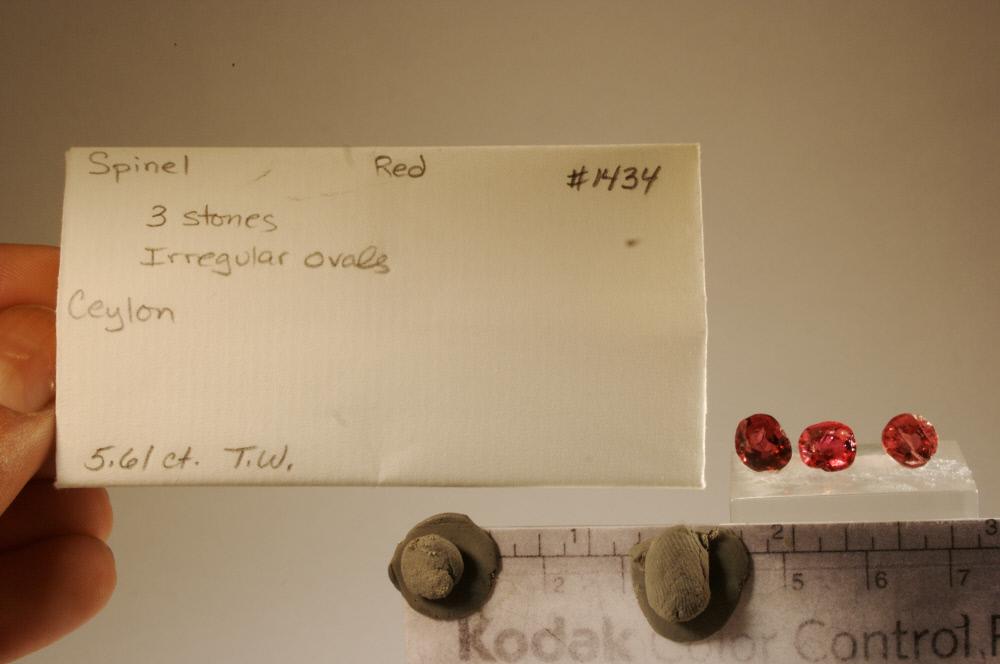 Spinel Red #1434
3 stones
Irregular ovals
Ceylon
5.61 ct. T.W.
1 2 3
2 5 6 7
Kodak Color Control